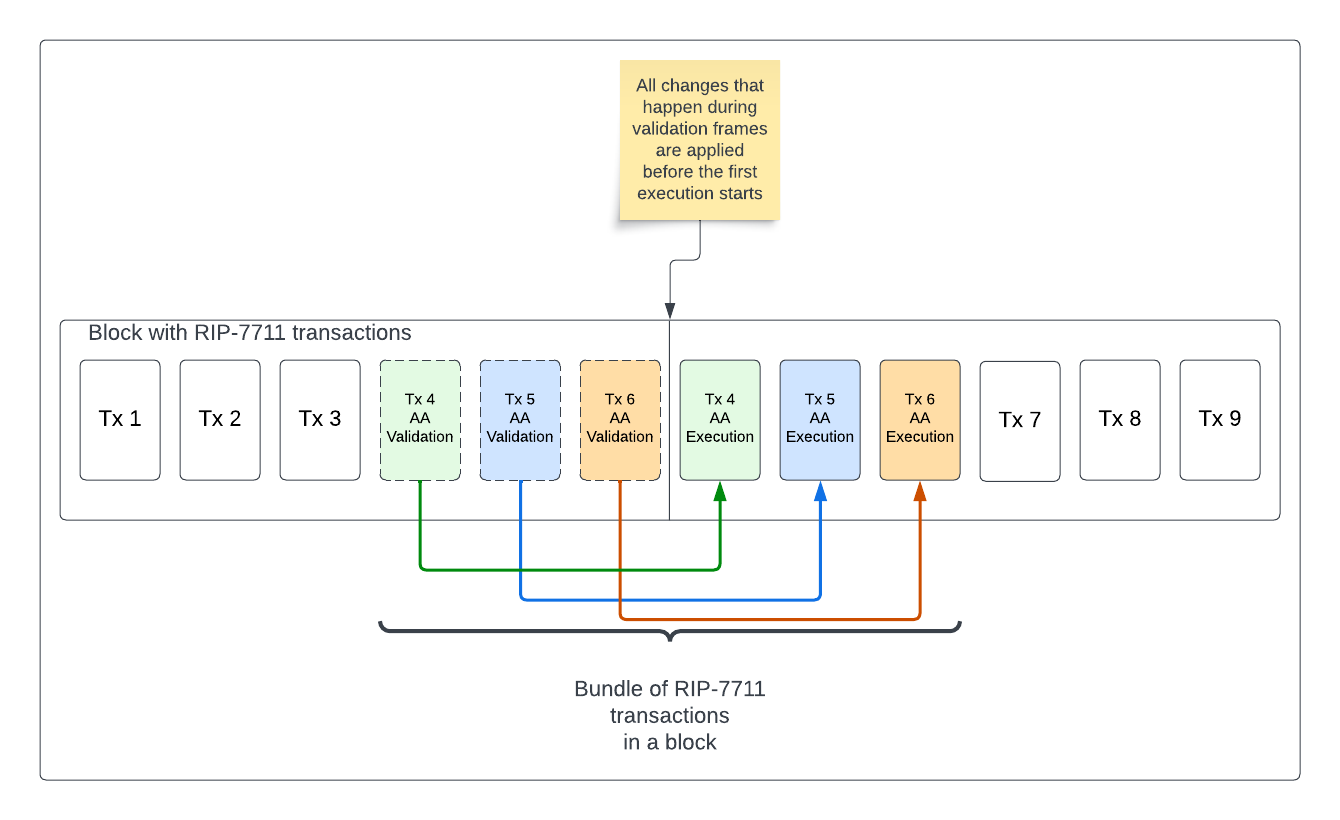 All changes that
happen during
validation frames
are applied
before the first
execution starts
Block with RIP-7711 transactions
Tx 1
Tx 2
Tx 3
Tx 4
AA
Validation
Tx 5
AA
Validation
Tx 6
AA
Validation
Tx 4
AA
Execution
Tx 5
AA
Execution
Tx 6
AA
Execution
Tx 7
Tx 8
Tx 9
Bundle of RIP-7711
transactions
in a block